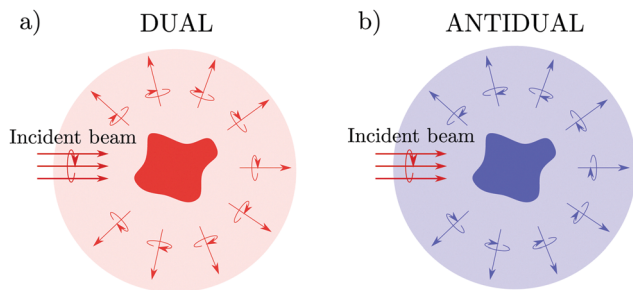 a)
DUAL
Incident beam
b)
ANTIDUAL
Incident beam